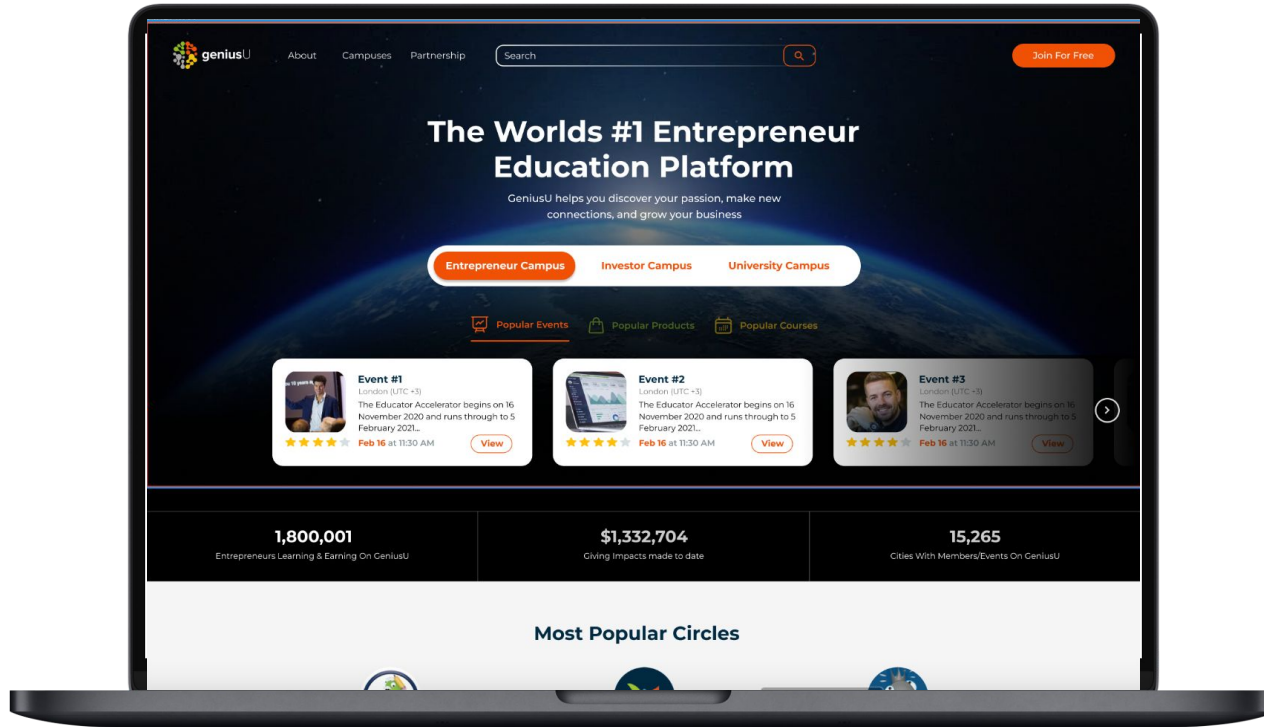 geniusU
About
Campuses
Partnership
Search
Join For Free
The Worlds #1 Entrepreneur
Education Platform
GeniusU helps you discover your passion, make new
connections, and grow your business
Entrepreneur Campus
Investor Campus
University Campus
Popular Events
Popular Products
Popular Courses
Event #1
London (UTC +3)
The Educator Accelerator begins on 16
November 2020 and runs through to 5
February 2021...
Feb 16 at 11:30 AM
View
Event #2
London (UTC +3)
The Educator Accelerator begins on 16
November 2020 and runs through to 5
February 2021...
Feb 16 at 11:30 AM
View
Event #3
London (UTC +3)
The Educator Accelerator begins on 16
November 2020 and runs through to 5
February 2021...
Feb 16 at 11:30 AM
View
1,800,001
Entrepreneurs Learning & Earning On GeniusU
$1,332,704
Giving Impacts made to date
15,265
Cities With Members/Events On GeniusU
Most Popular Circles